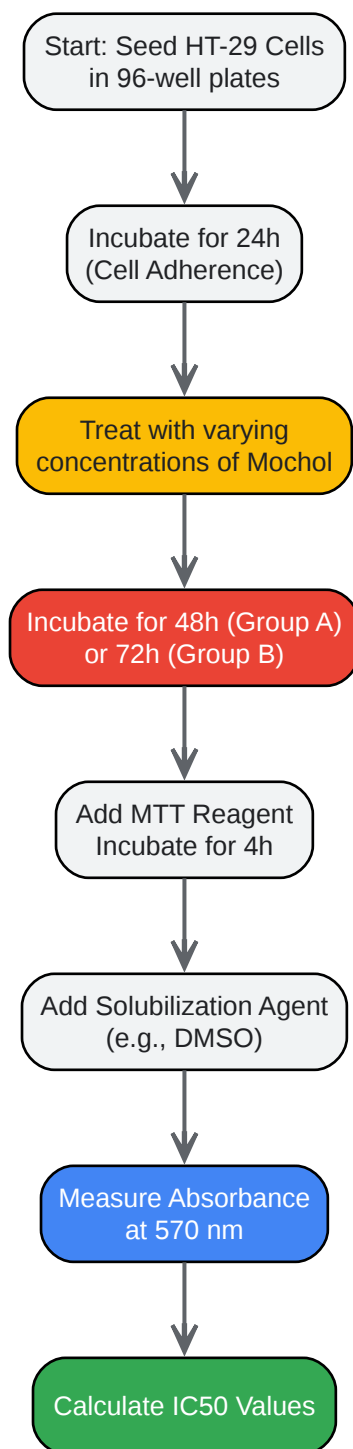 Start: Seed HT-29 Cells
in 96-well plates
Incubate for 24h
(Cell Adherence)
Treat with varying
concentrations of Mochol
Incubate for 48h (Group A)
or 72h (Group B)
Add MTT Reagent
Incubate for 4h
Add Solubilization Agent
(e.g., DMSO)
Measure Absorbance
at 570 nm
Calculate IC50 Values